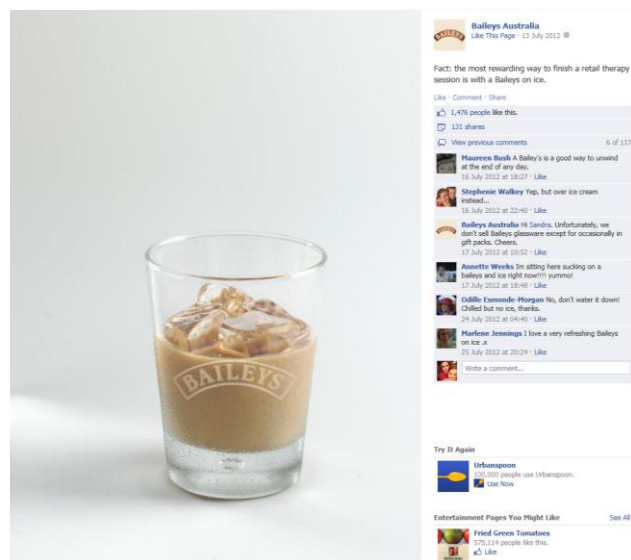 BAILEYS
BAILEYS
Baileys Australia
Like This Page · 13 July 2012
Fact: the most rewarding way to finish a retail therapy
session is with a Baileys on ice.
Like · Comment · Share
1,476 people like this.
131 shares
View previous comments 6 of 117
Maureen Bush A Bailey's is a good way to unwind
at the end of any day.
16 July 2012 at 18:27 · Like
Stephenie Walkey Yep, but over ice cream
instead...
16 July 2012 at 22:40 · Like
Baileys Australia Hi Sandra. Unfortunately, we
don't sell Baileys glassware except for occasionally in
gift packs. Cheers.
17 July 2012 at 10:52 · Like
Annette Weeks Im sitting here sucking on a
baileys and ice right now!!!! yummo!
17 July 2012 at 18:48 · Like
Odille Esmonde-Morgan No, don't water it down!
Chilled but no ice, thanks.
24 July 2012 at 04:40 · Like
Marlene Jennings I love a very refreshing Baileys
on ice .x
25 July 2012 at 20:24 · Like
Write a comment...
Try It Again
Urbanspoon
100,000 people use Urbanspoon.
Use Now
Entertainment Pages You Might Like See All
Fried Green Tomatoes
575,114 people like this.
Like